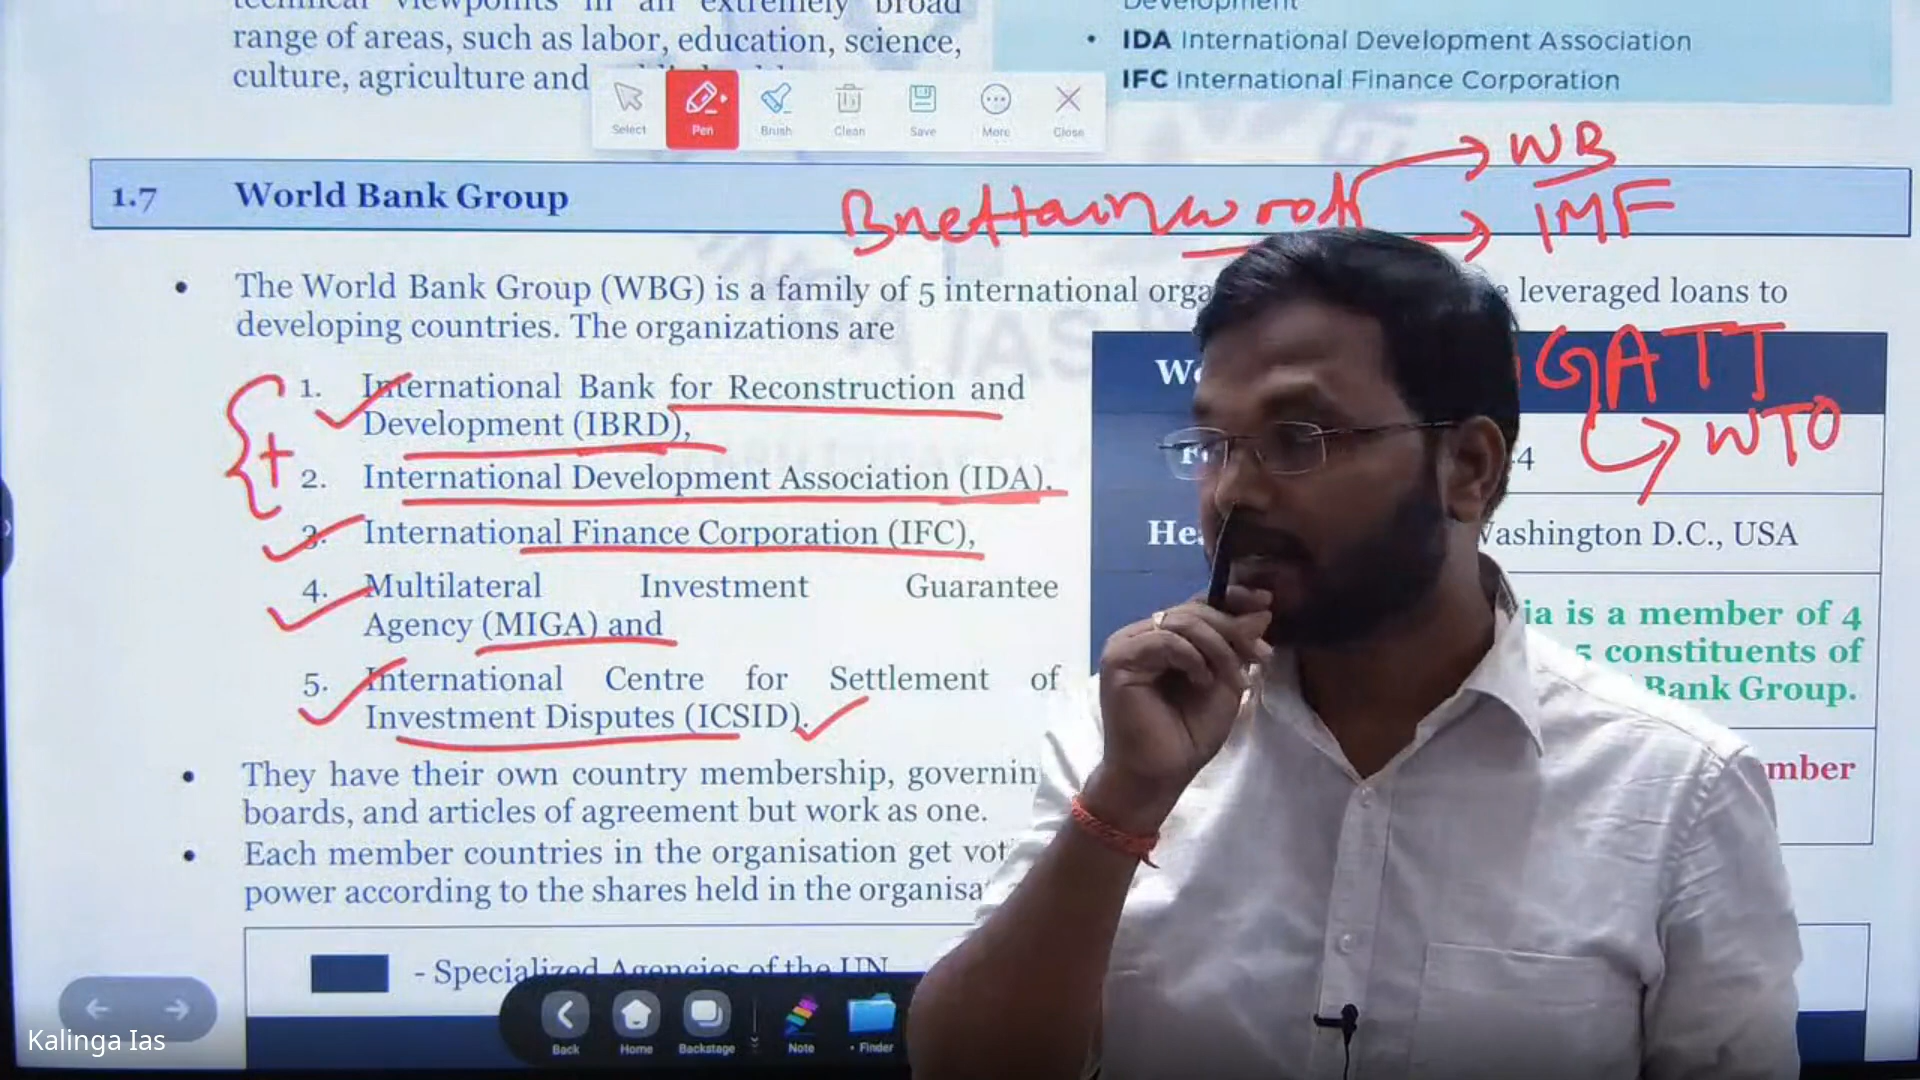 range of areas, such as labor, education, science,
culture, agriculture and
Development
• IDA International Development Association
IFC International Finance Corporation
Select
Pen
Brush
Clean
Save
More
Close
1.7 World Bank Group
Brettainwroth
WB
IMF
• The World Bank Group (WBG) is a family of 5 international orga
leveraged loans to
developing countries. The organizations are
1. International Bank for Reconstruction and
Development (IBRD),
2. International Development Association (IDA).
3. International Finance Corporation (IFC),
4. Multilateral Investment Guarantee
Agency (MIGA) and
5. International Centre for Settlement of
Investment Disputes (ICSID).
• They have their own country membership, governin
boards, and articles of agreement but work as one.
• Each member countries in the organisation get vot
power according to the shares held in the organisa
GATT
WTO
Washington D.C., USA
ia is a member of 4
5 constituents of
Bank Group.
mber
- Specialized Agencies of the UN
Back
Home
Backstage
Note
• Finder
Kalinga Ias